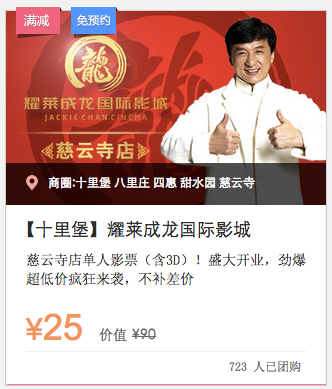 满减 免预约
龍
耀莱成龙国际影城
JACKIE CHAN CINEMA
慈云寺店
商圈:十里堡 八里庄 四惠 甜水园 慈云寺
【十里堡】耀莱成龙国际影城
慈云寺店单人影票（含3D）！盛大开业，劲爆
超低价疯狂来袭，不补差价
¥25 价值 ¥90
723 人已团购